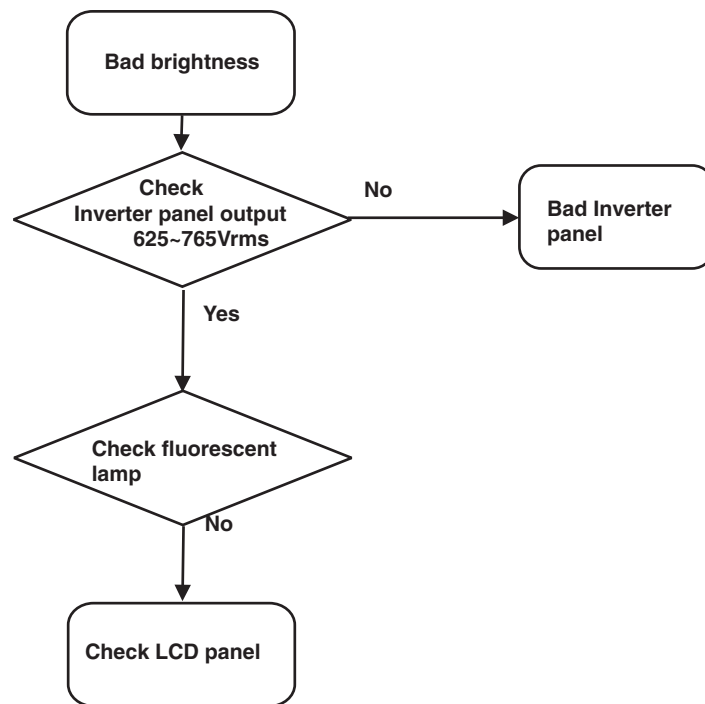 Bad brightness
Check
Inverter panel output
625~765Vrms
No
Bad Inverter
panel
Yes
Check fluorescent
lamp
No
Check LCD panel